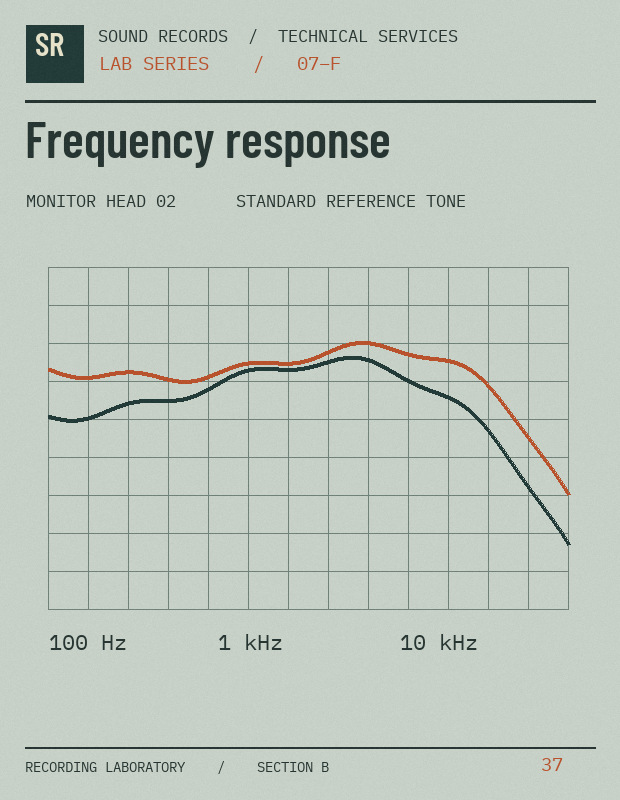 SR
SOUND RECORDS / TECHNICAL SERVICES
LAB SERIES / 07–F
Frequency response
MONITOR HEAD 02 STANDARD REFERENCE TONE
100 Hz 1 kHz 10 kHz
RECORDING LABORATORY / SECTION B 37